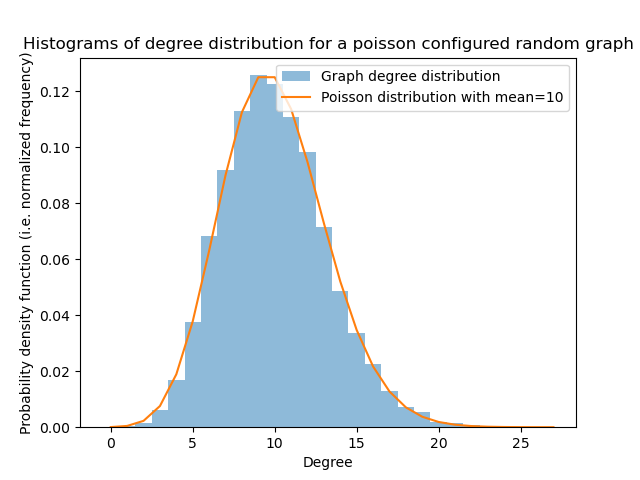 Histograms of degree distribution for a poisson configured random graph
Graph degree distribution
Poisson distribution with mean=10
Probability density function (i.e. normalized frequency)
0.12
0.10
0.08
0.06
0.04
0.02
0.00
0 5 10 15 20 25
Degree